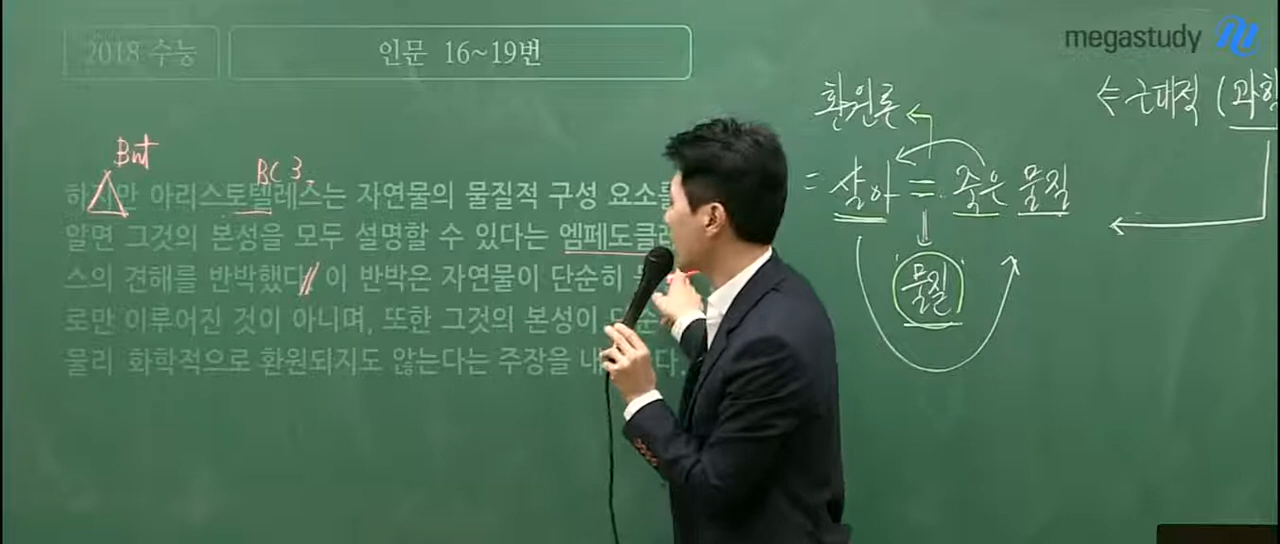 2018 수능
인문 16~19번
megastudy
환원론 ← 근대적 (과학
But
BC 3
하지만 아리스토텔레스는 자연물의 물질적 구성 요소를
알면 그것의 본성을 모두 설명할 수 있다는 엠페도클
스의 견해를 반박했다 이 반박은 자연물이 단순히
로만 이루어진 것이 아니며, 또한 그것의 본성이
물리 화학적으로 환원되지도 않는다는 주장을
= 살아 = 죽은 물질
물질